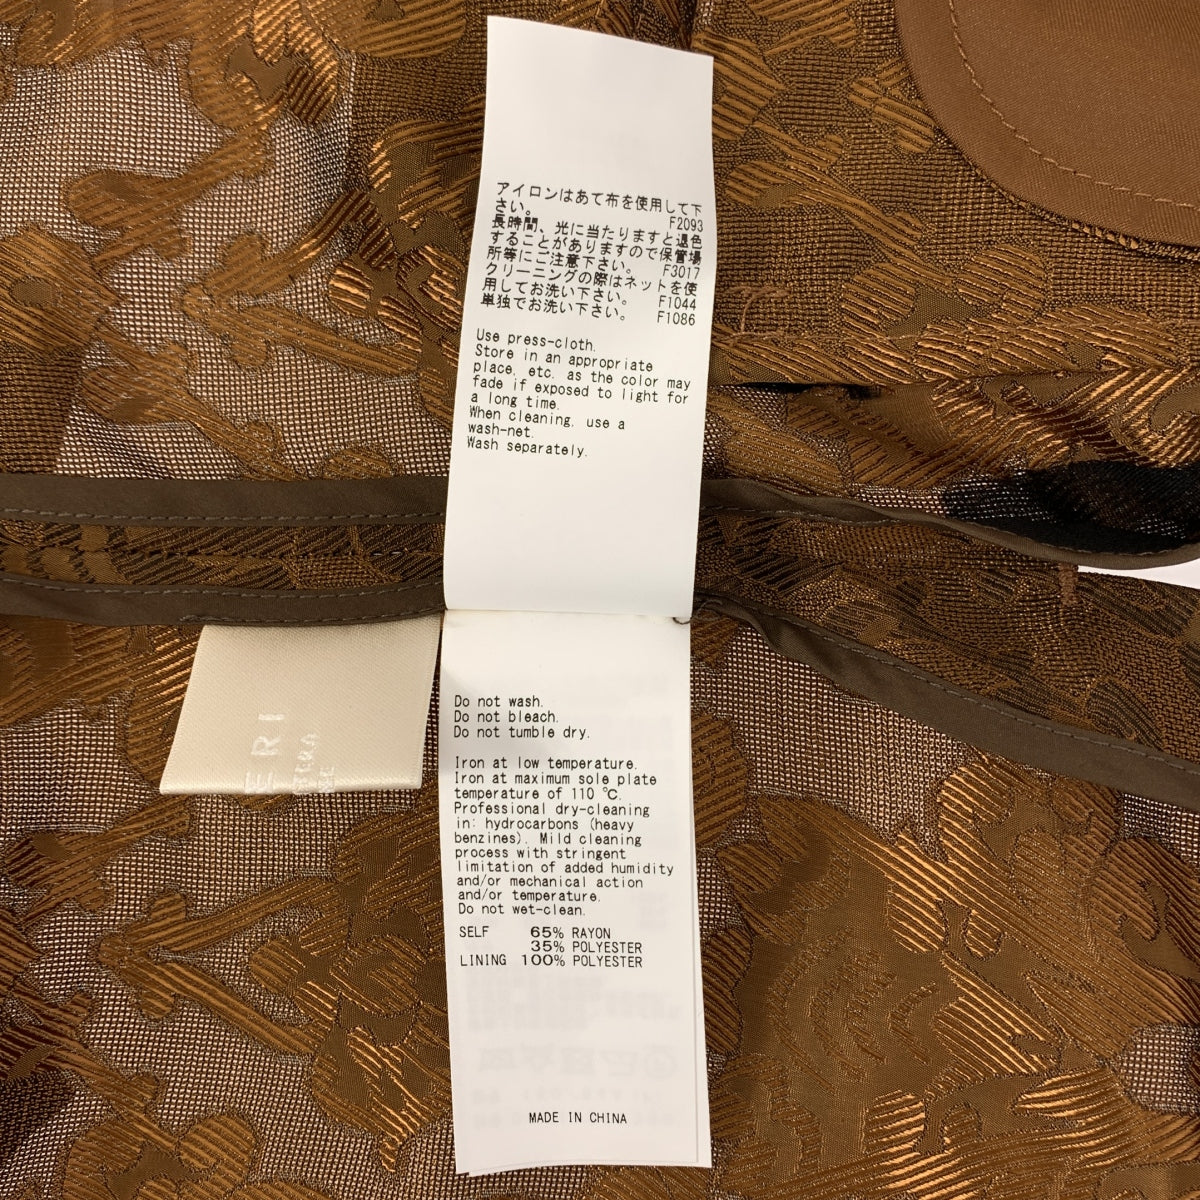 アイロンはあて布を使用して下
さい。 F2093
長時間、光に当たりますと退色
することがありますので保管場
所等にご注意下さい。 F3017
クリーニングの際はネットを使
用してお洗い下さい。 F1044
単独でお洗い下さい。 F1086
Use press-cloth.
Store in an appropriate
place, etc. as the color may
fade if exposed to light for
a long time.
When cleaning, use a
wash-net.
Wash separately.
ERI
Do not wash.
Do not bleach.
Do not tumble dry.
Iron at low temperature.
Iron at maximum sole plate
temperature of 110 ℃.
Professional dry-cleaning
in: hydrocarbons (heavy
benzines). Mild cleaning
process with stringent
limitation of added humidity
and/or mechanical action
and/or temperature.
Do not wet-clean.
SELF 65% RAYON
35% POLYESTER
LINING 100% POLYESTER
MADE IN CHINA